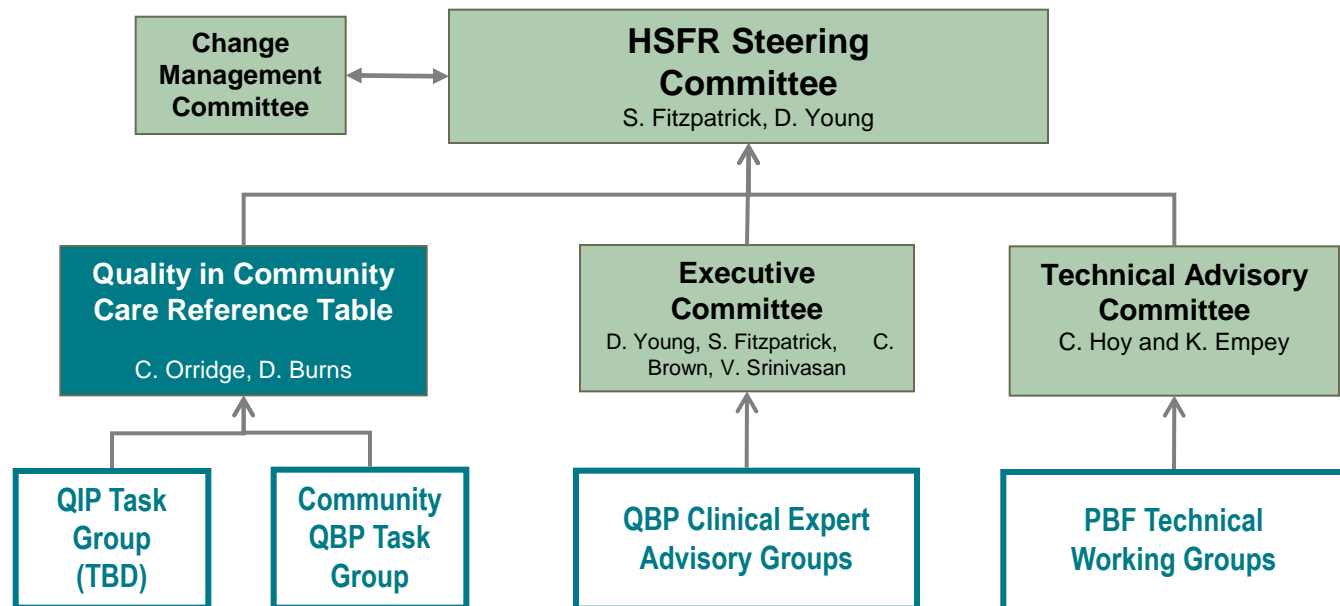 Change
Management
Committee
HSFR Steering
Committee
S. Fitzpatrick, D. Young
Quality in Community
Care Reference Table
C. Orridge, D. Burns
Executive
Committee
D. Young, S. Fitzpatrick, C.
Brown, V. Srinivasan
Technical Advisory
Committee
C. Hoy and K. Empey
QIP Task
Group
(TBD)
Community
QBP Task
Group
QBP Clinical Expert
Advisory Groups
PBF Technical
Working Groups